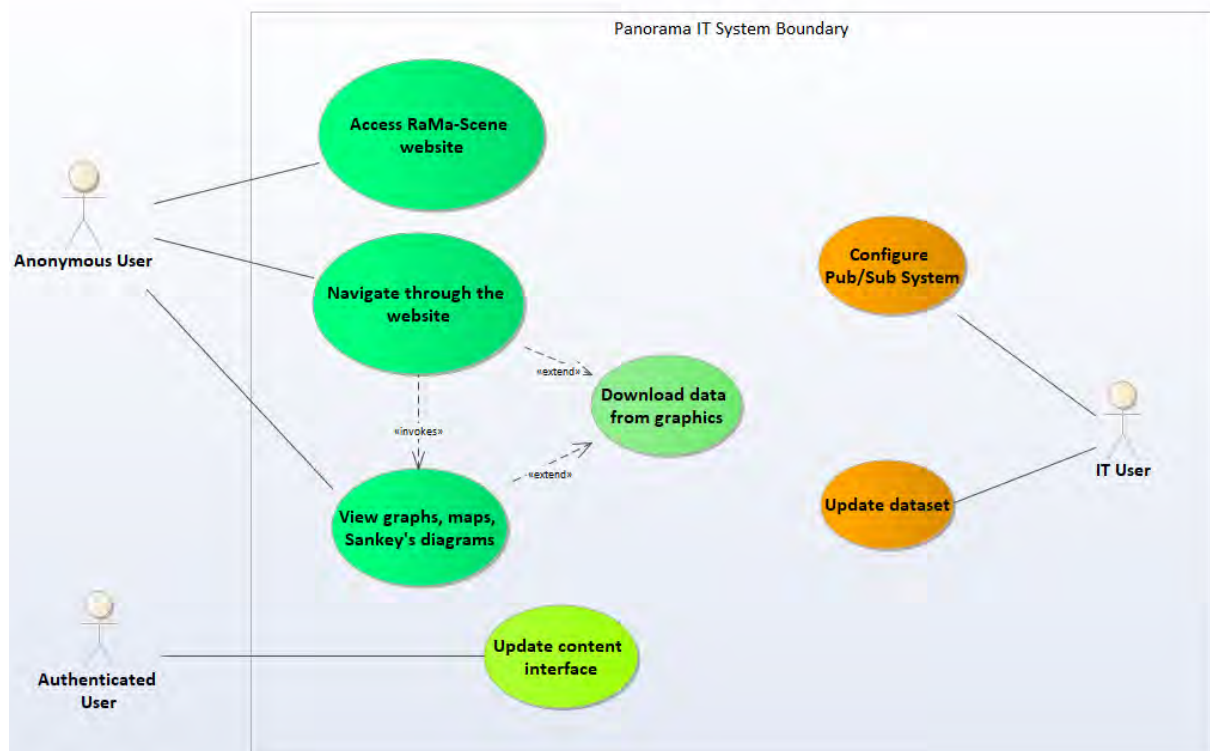 Panorama IT System Boundary
Access RaMa-Scene
website
Anonymous User
Navigate through the
website
Configure
Pub/Sub System
«extend»
Download data
from graphics
«invokes»
«extend»
IT User
View graphs, maps,
Sankey's diagrams
Update dataset
Update content
interface
Authenticated
User